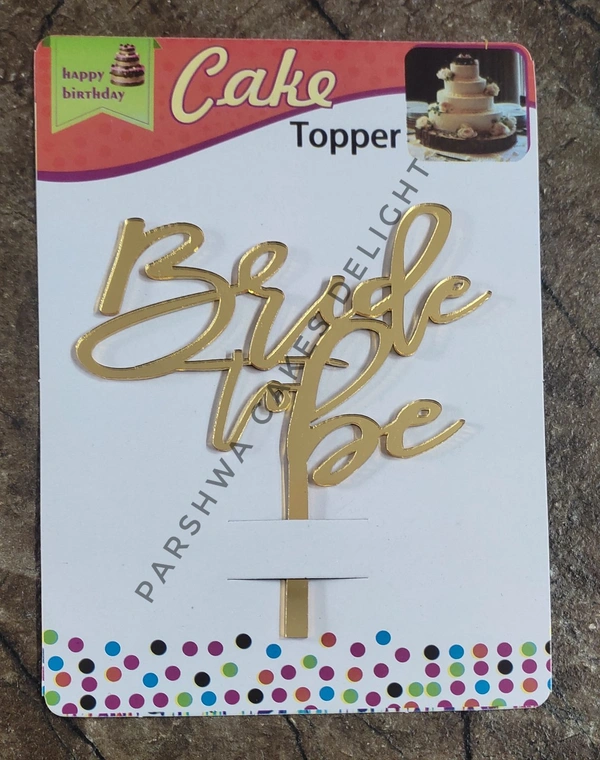 happy
birthday
Cake
Topper
Bride
to be
PARSHWA CAKES DELIGHT